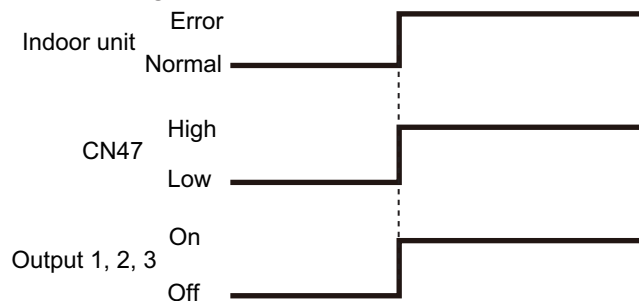 Indoor unit
Error
Normal
CN47
High
Low
Output 1, 2, 3
On
Off